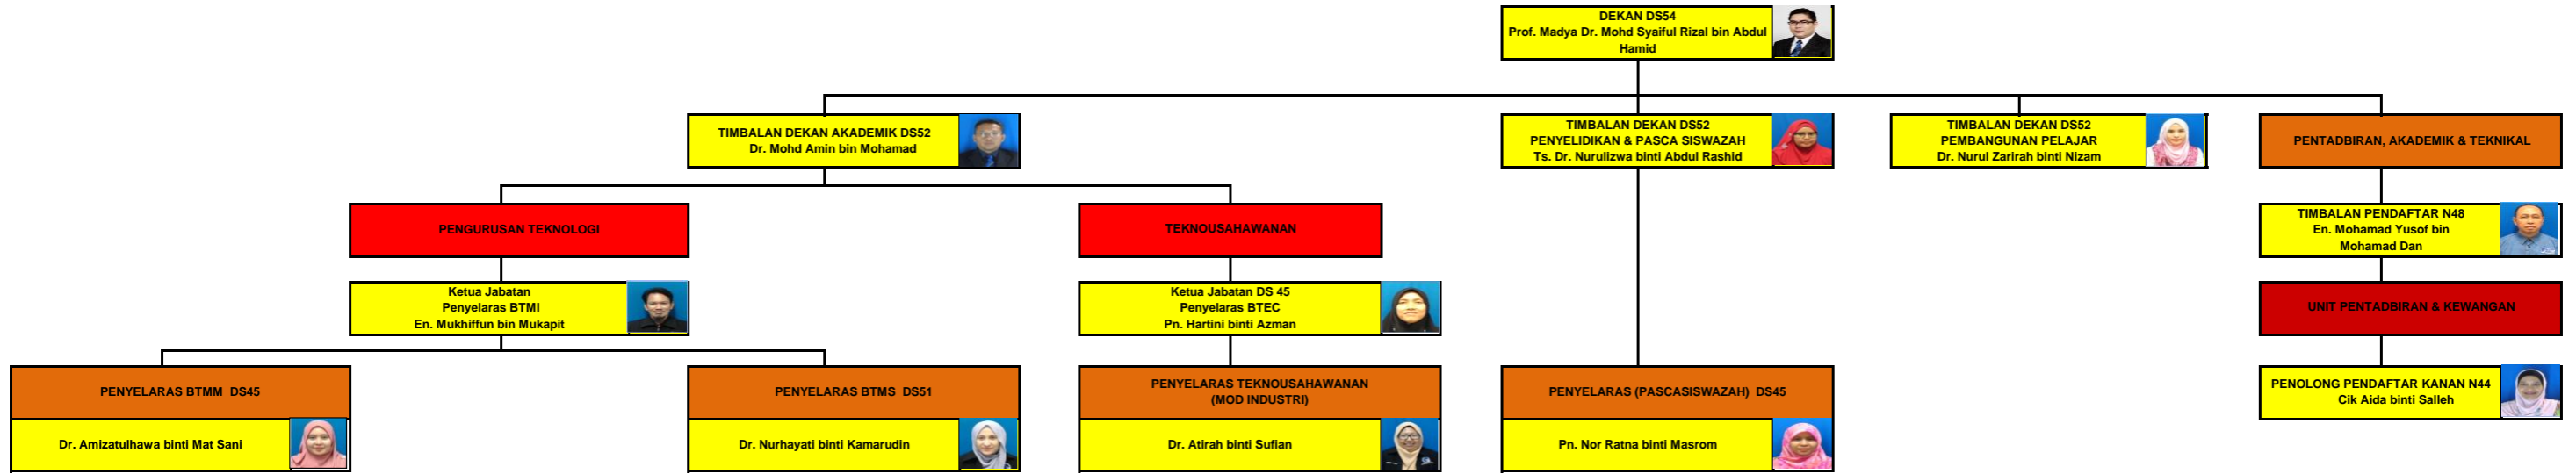 DEKAN DS54
Prof. Madya Dr. Mohd Syaiful Rizal bin Abdul
Hamid
TIMBALAN DEKAN AKADEMIK DS52
Dr. Mohd Amin bin Mohamad
TIMBALAN DEKAN DS52
PENYELIDIKAN & PASCA SISWAZAH
Ts. Dr. Nurulizwa binti Abdul Rashid
TIMBALAN DEKAN DS52
PEMBANGUNAN PELAJAR
Dr. Nurul Zarirah binti Nizam
PENTADBIRAN, AKADEMIK & TEKNIKAL
PENGURUSAN TEKNOLOGI
TEKNOUSAHAWANAN
TIMBALAN PENDAFTAR N48
En. Mohamad Yusof bin
Mohamad Dan
Ketua Jabatan
Penyelaras BTMI
En. Mukhiffun bin Mukapit
Ketua Jabatan DS 45
Penyelaras BTEC
Pn. Hartini binti Azman
UNIT PENTADBIRAN & KEWANGAN
PENYELARAS BTMM DS45
Dr. Amizatulhawa binti Mat Sani
PENYELARAS BTMS DS51
Dr. Nurhayati binti Kamarudin
PENYELARAS TEKNOUSAHAWANAN
(MOD INDUSTRI)
Dr. Atirah binti Sufian
PENYELARAS (PASCASISWAZAH) DS45
Pn. Nor Ratna binti Masrom
PENOLONG PENDAFTAR KANAN N44
Cik Aida binti Salleh